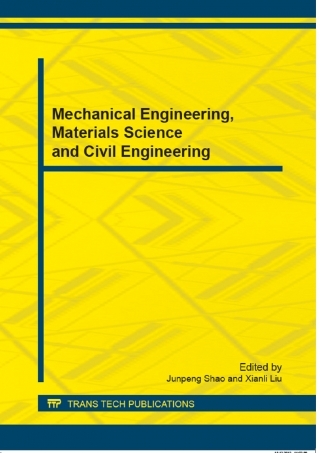 Mechanical Engineering,
Materials Science
and Civil Engineering
Edited by
Junpeng Shao and Xianli Liu
TRANS TECH PUBLICATIONS